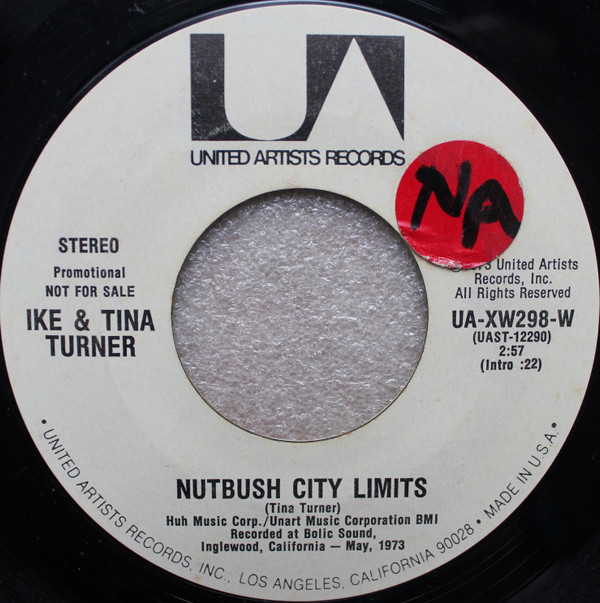 UA
UNITED ARTISTS RECORDS
NA
STEREO
Promotional
NOT FOR SALE
IKE & TINA
TURNER
73 United Artists
Records, Inc.
All Rights Reserved
UA-XW298-W
(UAST-12290)
2:57
(Intro :22)
NUTBUSH CITY LIMITS
(Tina Turner)
Huh Music Corp./Unart Music Corporation BMI
Recorded at Bolic Sound,
Inglewood, California — May, 1973
• UNITED ARTISTS RECORDS, INC., LOS ANGELES, CALIFORNIA 90028 • MADE IN U.S.A. •